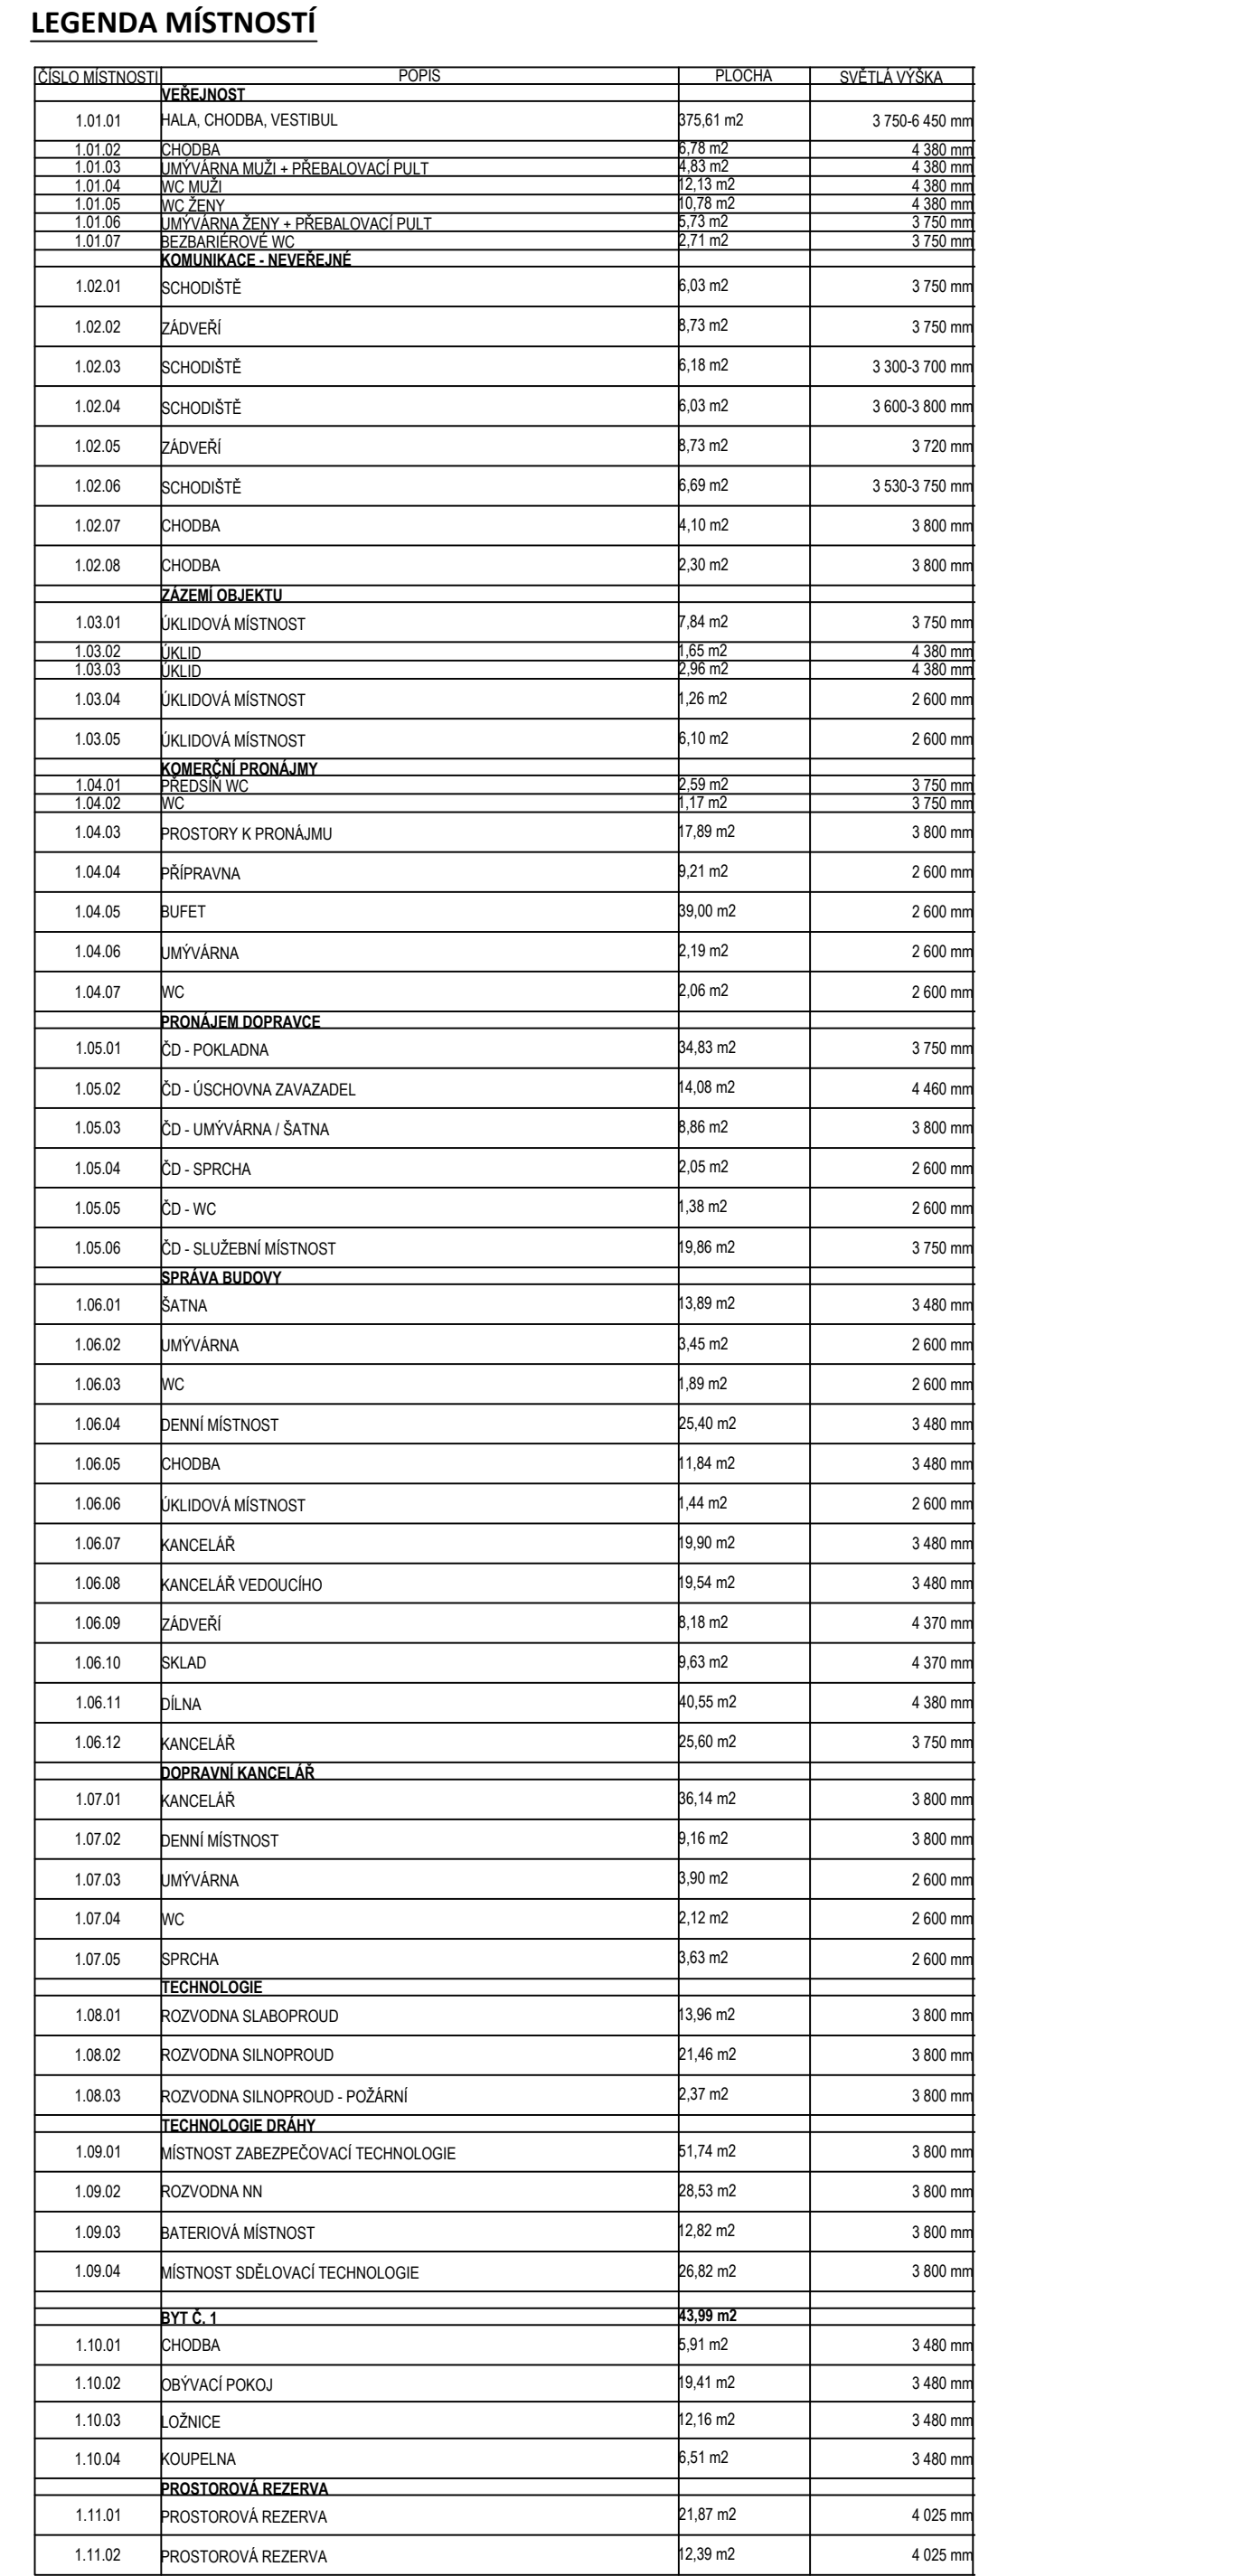 LEGENDA MÍSTNOSTÍ
ČÍSLO MÍSTNOSTI POPIS PLOCHA SVĚTLÁ VÝŠKA
VEŘEJNOST
1.01.01 HALA, CHODBA, VESTIBUL 375,61 m2 3 750-6 450 mm
1.01.02 CHODBA 6,78 m2 4 380 mm
1.01.03 UMÝVÁRNA MUŽI + PŘEBALOVACÍ PULT 4,83 m2 4 380 mm
1.01.04 WC MUŽI 12,13 m2 4 380 mm
1.01.05 WC ŽENY 10,78 m2 4 380 mm
1.01.06 UMÝVÁRNA ŽENY + PŘEBALOVACÍ PULT 5,73 m2 3 750 mm
1.01.07 BEZBARIÉROVÉ WC 2,71 m2 3 750 mm
KOMUNIKACE - NEVEŘEJNÉ
1.02.01 SCHODIŠTĚ 6,03 m2 3 750 mm
1.02.02 ZÁDVEŘÍ 8,73 m2 3 750 mm
1.02.03 SCHODIŠTĚ 6,18 m2 3 300-3 700 mm
1.02.04 SCHODIŠTĚ 6,03 m2 3 600-3 800 mm
1.02.05 ZÁDVEŘÍ 8,73 m2 3 720 mm
1.02.06 SCHODIŠTĚ 6,69 m2 3 530-3 750 mm
1.02.07 CHODBA 4,10 m2 3 800 mm
1.02.08 CHODBA 2,30 m2 3 800 mm
ZÁZEMÍ OBJEKTU
1.03.01 ÚKLIDOVÁ MÍSTNOST 7,84 m2 3 750 mm
1.03.02 ÚKLID 1,65 m2 4 380 mm
1.03.03 ÚKLID 2,96 m2 4 380 mm
1.03.04 ÚKLIDOVÁ MÍSTNOST 1,26 m2 2 600 mm
1.03.05 ÚKLIDOVÁ MÍSTNOST 6,10 m2 2 600 mm
KOMERČNÍ PRONÁJMY
1.04.01 PŘEDSÍŇ WC 2,59 m2 3 750 mm
1.04.02 WC 1,17 m2 3 750 mm
1.04.03 PROSTORY K PRONÁJMU 17,89 m2 3 800 mm
1.04.04 PŘÍPRAVNA 9,21 m2 2 600 mm
1.04.05 BUFET 39,00 m2 2 600 mm
1.04.06 UMÝVÁRNA 2,19 m2 2 600 mm
1.04.07 WC 2,06 m2 2 600 mm
PRONÁJEM DOPRAVCE
1.05.01 ČD - POKLADNA 34,83 m2 3 750 mm
1.05.02 ČD - ÚSCHOVNA ZAVAZADEL 14,08 m2 4 460 mm
1.05.03 ČD - UMÝVÁRNA / ŠATNA 8,86 m2 3 800 mm
1.05.04 ČD - SPRCHA 2,05 m2 2 600 mm
1.05.05 ČD - WC 1,38 m2 2 600 mm
1.05.06 ČD - SLUŽEBNÍ MÍSTNOST 19,86 m2 3 750 mm
SPRÁVA BUDOVY
1.06.01 ŠATNA 13,89 m2 3 480 mm
1.06.02 UMÝVÁRNA 3,45 m2 2 600 mm
1.06.03 WC 1,89 m2 2 600 mm
1.06.04 DENNÍ MÍSTNOST 25,40 m2 3 480 mm
1.06.05 CHODBA 11,84 m2 3 480 mm
1.06.06 ÚKLIDOVÁ MÍSTNOST 1,44 m2 2 600 mm
1.06.07 KANCELÁŘ 19,90 m2 3 480 mm
1.06.08 KANCELÁŘ VEDOUCÍHO 19,54 m2 3 480 mm
1.06.09 ZÁDVEŘÍ 8,18 m2 4 370 mm
1.06.10 SKLAD 9,63 m2 4 370 mm
1.06.11 DÍLNA 40,55 m2 4 380 mm
1.06.12 KANCELÁŘ 25,60 m2 3 750 mm
DOPRAVNÍ KANCELÁŘ
1.07.01 KANCELÁŘ 36,14 m2 3 800 mm
1.07.02 DENNÍ MÍSTNOST 9,16 m2 3 800 mm
1.07.03 UMÝVÁRNA 3,90 m2 2 600 mm
1.07.04 WC 2,12 m2 2 600 mm
1.07.05 SPRCHA 3,63 m2 2 600 mm
TECHNOLOGIE
1.08.01 ROZVODNA SLABOPROUD 13,96 m2 3 800 mm
1.08.02 ROZVODNA SILNOPROUD 21,46 m2 3 800 mm
1.08.03 ROZVODNA SILNOPROUD - POŽÁRNÍ 2,37 m2 3 800 mm
TECHNOLOGIE DRÁHY
1.09.01 MÍSTNOST ZABEZPEČOVACÍ TECHNOLOGIE 51,74 m2 3 800 mm
1.09.02 ROZVODNA NN 28,53 m2 3 800 mm
1.09.03 BATERIOVÁ MÍSTNOST 12,82 m2 3 800 mm
1.09.04 MÍSTNOST SDĚLOVACÍ TECHNOLOGIE 26,82 m2 3 800 mm
BYT Č. 1 43,99 m2
1.10.01 CHODBA 5,91 m2 3 480 mm
1.10.02 OBÝVACÍ POKOJ 19,41 m2 3 480 mm
1.10.03 LOŽNICE 12,16 m2 3 480 mm
1.10.04 KOUPELNA 6,51 m2 3 480 mm
PROSTOROVÁ REZERVA
1.11.01 PROSTOROVÁ REZERVA 21,87 m2 4 025 mm
1.11.02 PROSTOROVÁ REZERVA 12,39 m2 4 025 mm